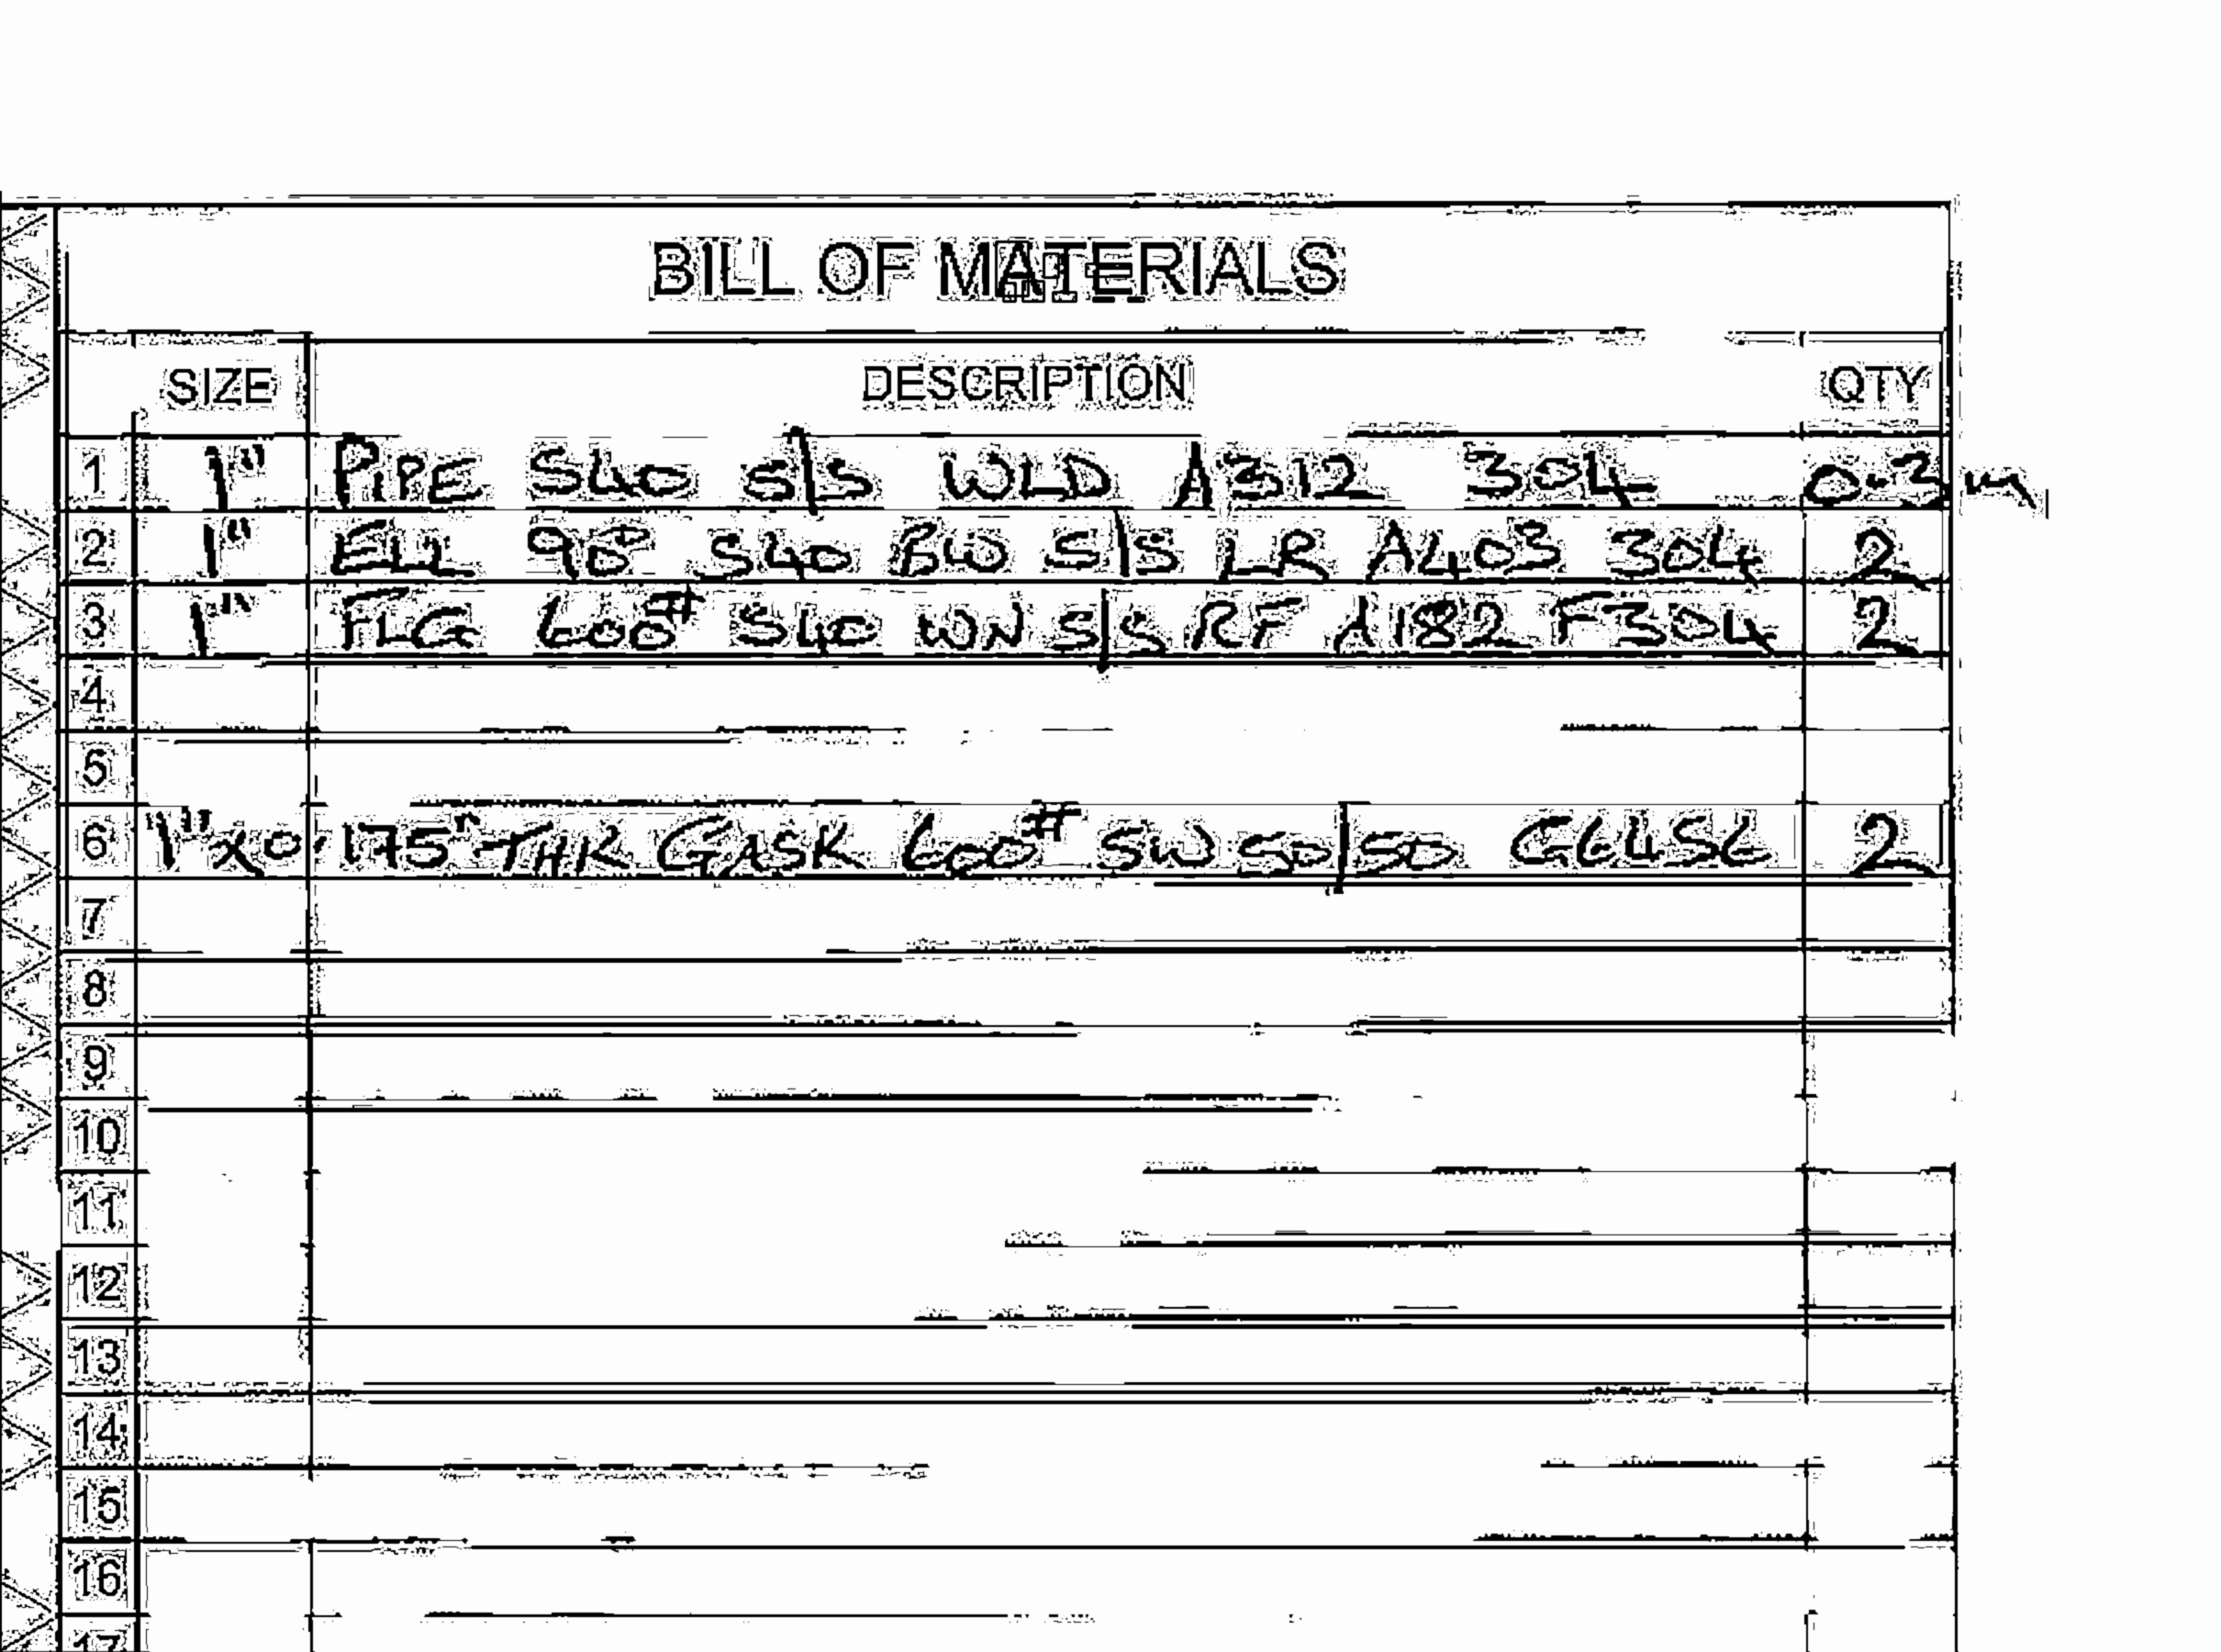 BILL OF MATERIALS
SIZE DESCRIPTION QTY
1 1" PIPE S40 S/S WLD A312 304 0.3m
2 1" ELL 90° S40 BW S/S LR A403 304 2
3 1" FLG 600# S40 WN S/S RF A182 F304 2
4
5
6 1"x0.175" THK GASK 600# SW 50/50 G6456 2
7
8
9
10
11
12
13
14
15
16
17